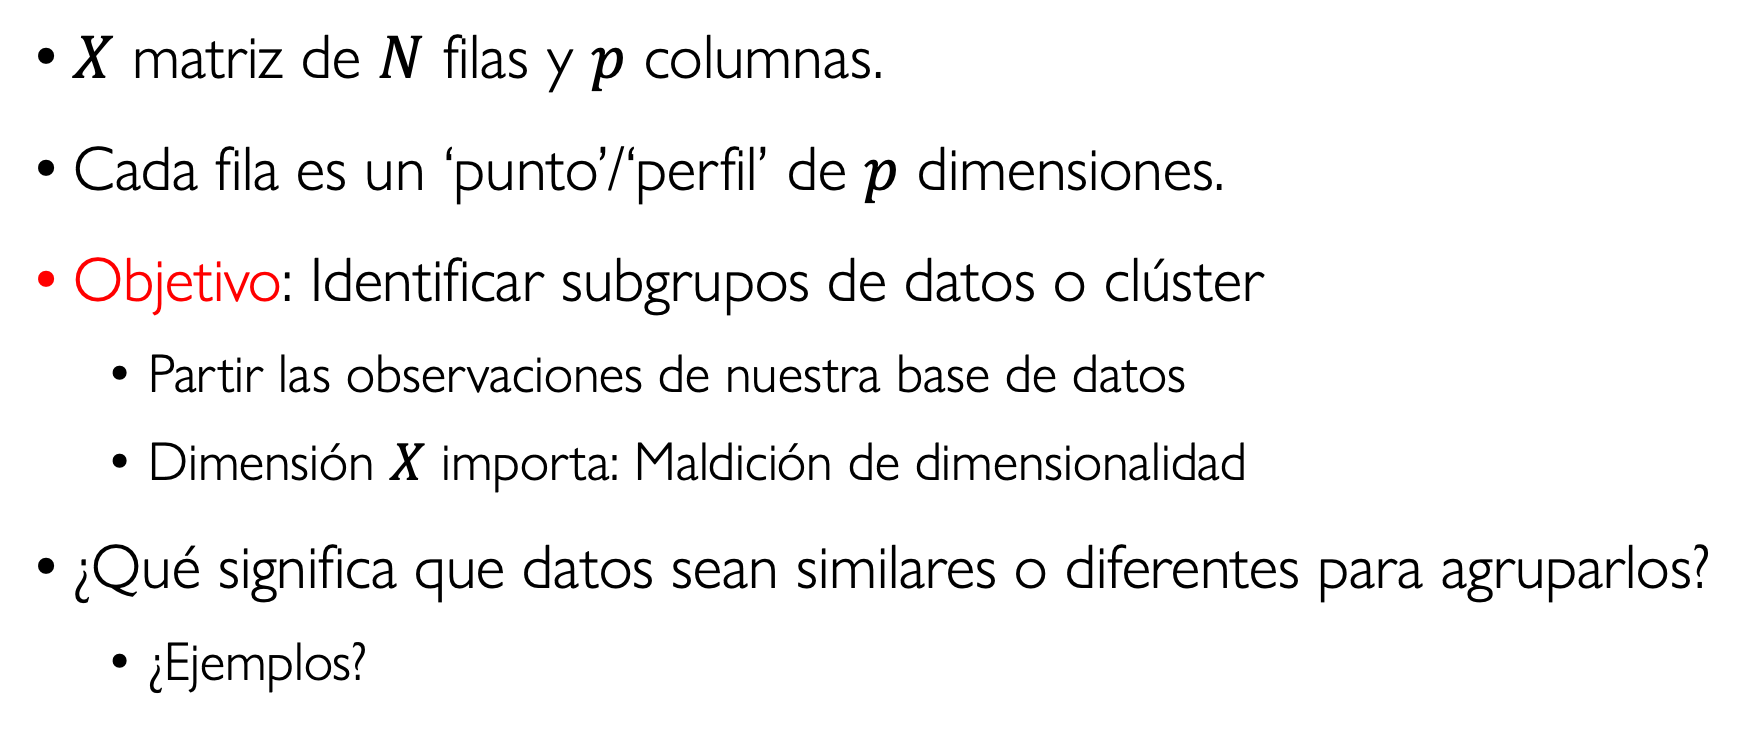 • X matriz de N filas y p columnas.
• Cada fila es un ‘punto’/‘perfil’ de p dimensiones.
• Objetivo: Identificar subgrupos de datos o clúster
• Partir las observaciones de nuestra base de datos
• Dimensión X importa: Maldición de dimensionalidad
• ¿Qué significa que datos sean similares o diferentes para agruparlos?
• ¿Ejemplos?